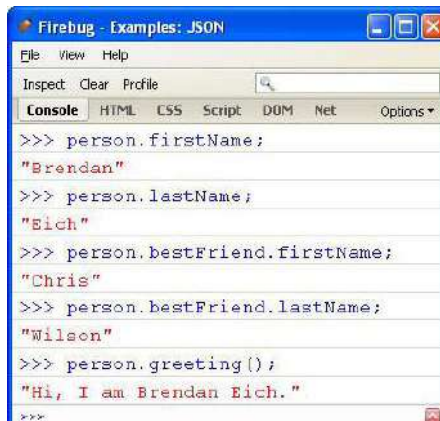 Firebug - Examples: JSON
File View Help
Inspect Clear Profile
Console HTML CSS Script DOM Net Options
>>> person.firstName;
"Brendan"
>>> person.lastName;
"Eich"
>>> person.bestFriend.firstName;
"Chris"
>>> person.bestFriend.lastName;
"Wilson"
>>> person.greeting();
"Hi, I am Brendan Eich."
>>>